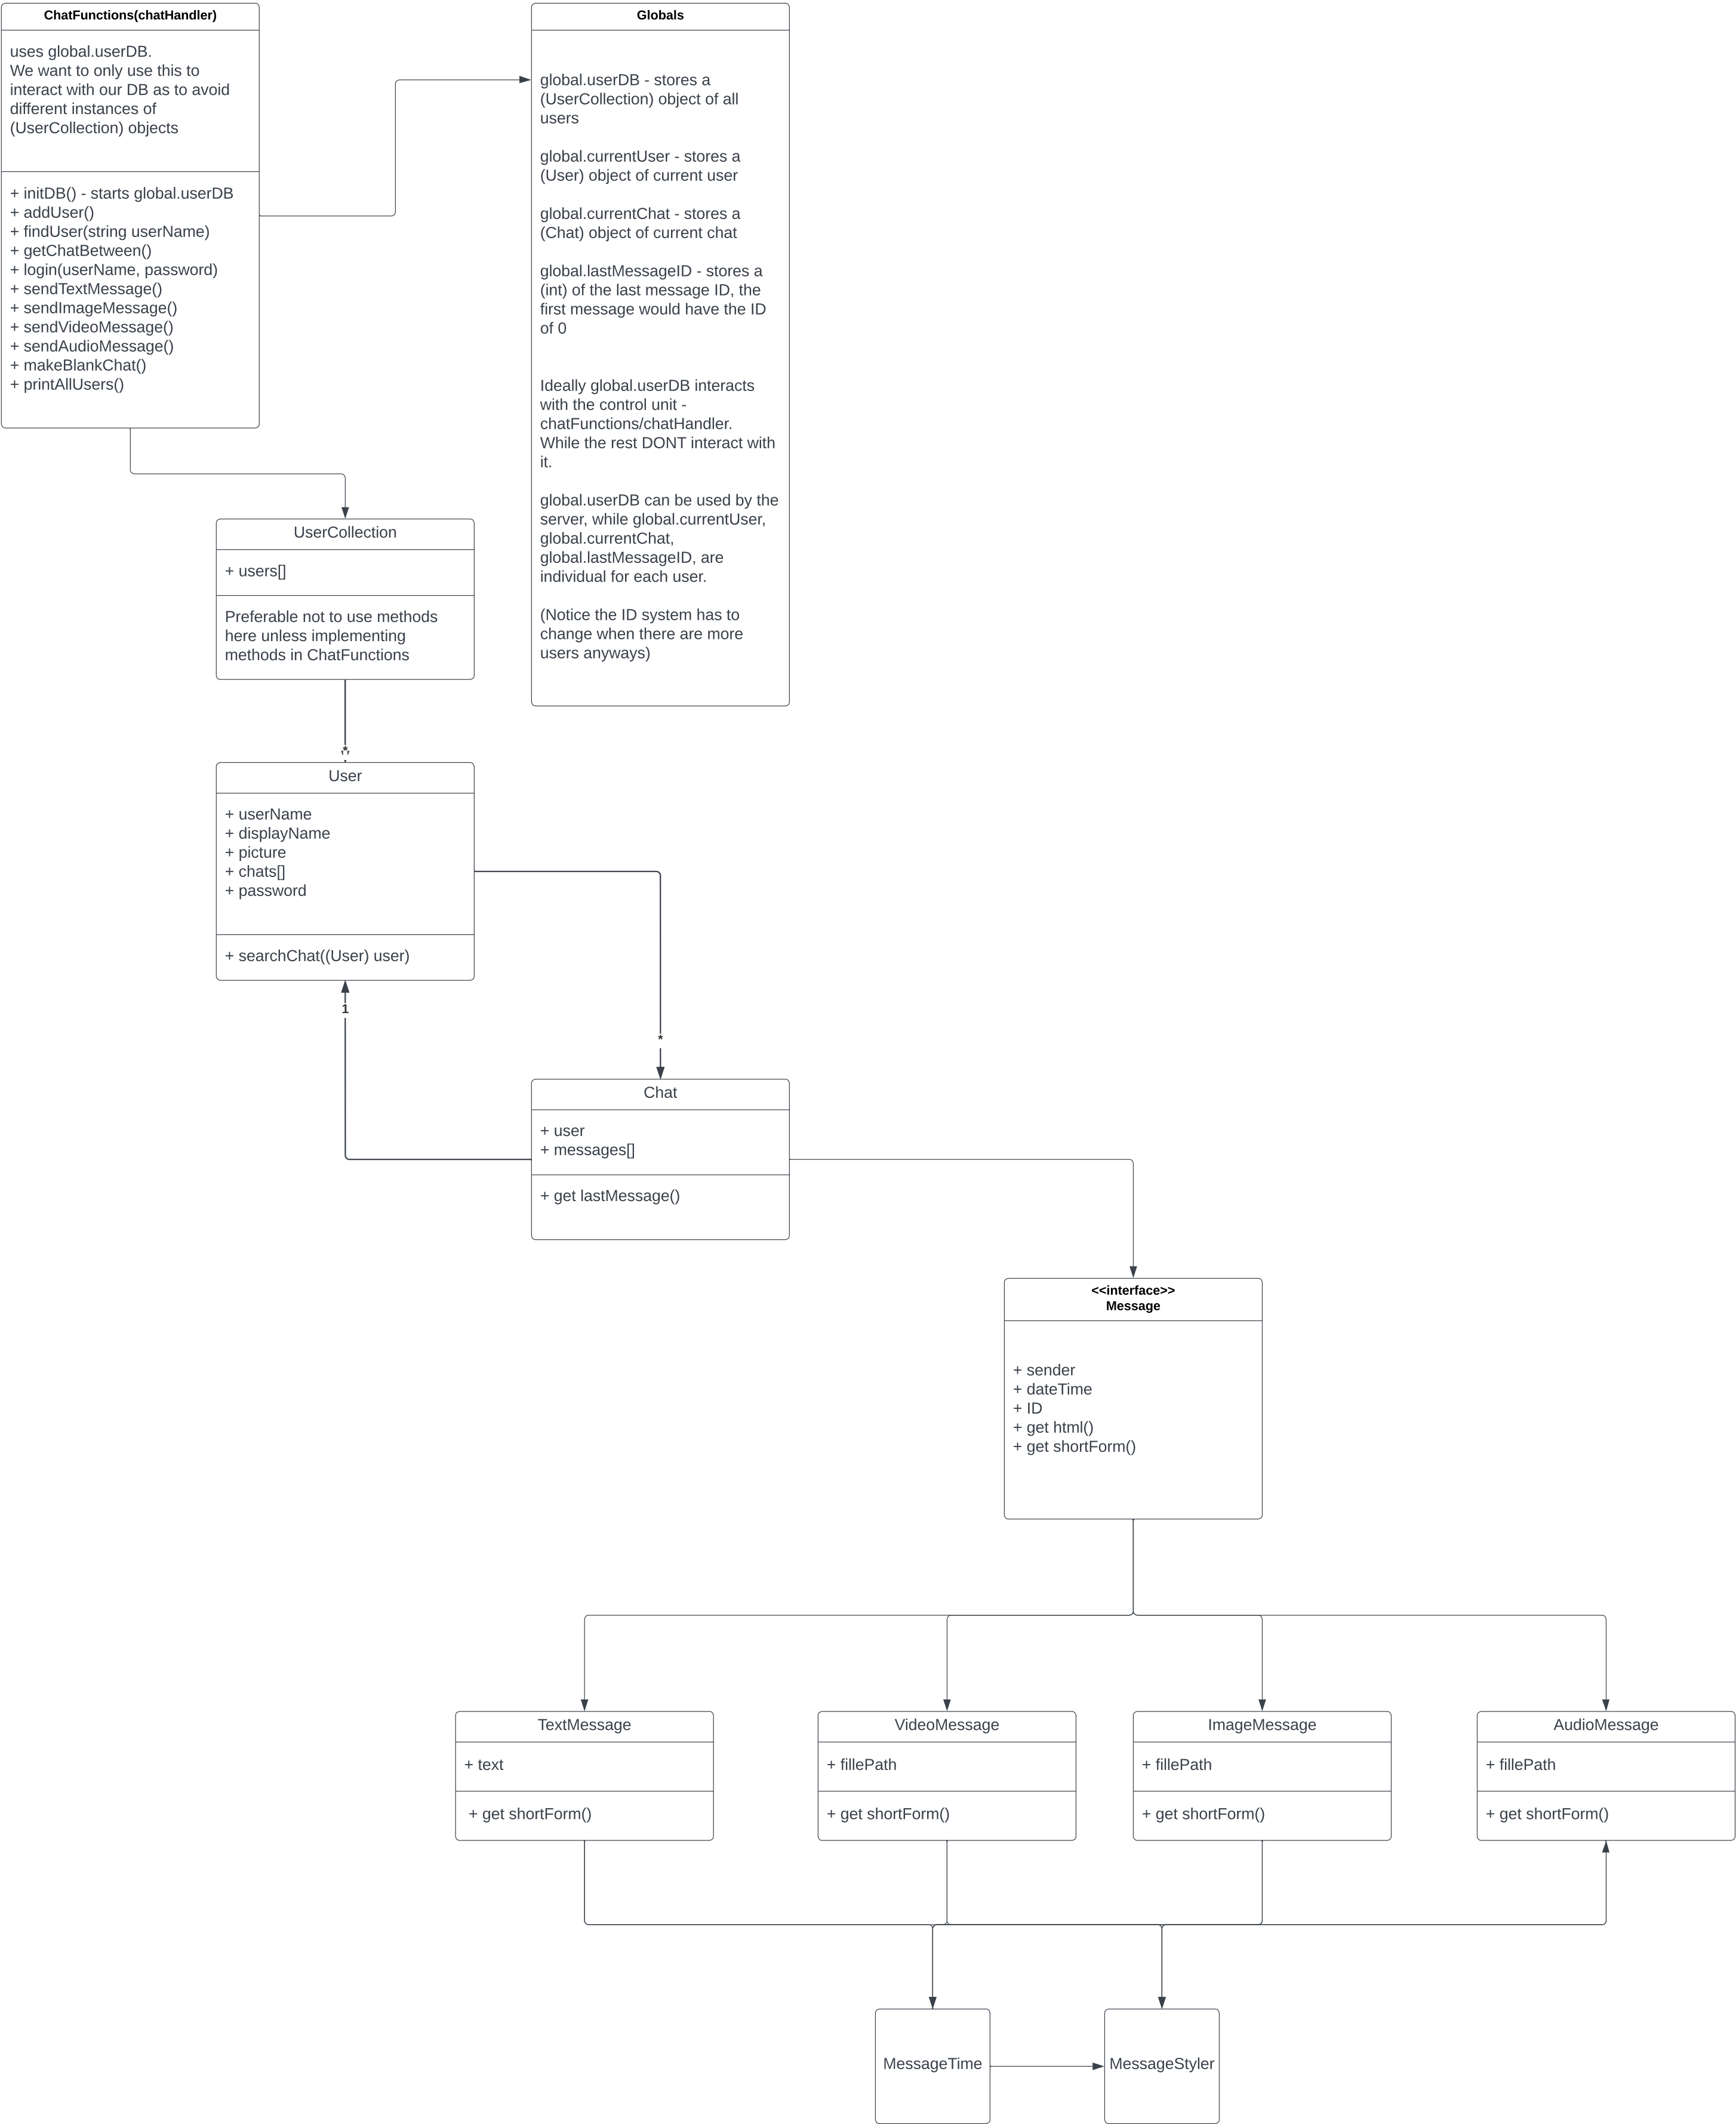 ChatFunctions(chatHandler)
uses global.userDB.
We want to only use this to
interact with our DB as to avoid
different instances of
(UserCollection) objects
+ initDB() - starts global.userDB
+ addUser()
+ findUser(string userName)
+ getChatBetween()
+ login(userName, password)
+ sendTextMessage()
+ sendImageMessage()
+ sendVideoMessage()
+ sendAudioMessage()
+ makeBlankChat()
+ printAllUsers()
Globals
global.userDB - stores a
(UserCollection) object of all
users
global.currentUser - stores a
(User) object of current user
global.currentChat - stores a
(Chat) object of current chat
global.lastMessageID - stores a
(int) of the last message ID, the
first message would have the ID
of 0
Ideally global.userDB interacts
with the control unit -
chatFunctions/chatHandler.
While the rest DONT interact with
it.
global.userDB can be used by the
server, while global.currentUser,
global.currentChat,
global.lastMessageID, are
individual for each user.
(Notice the ID system has to
change when there are more
users anyways)
UserCollection
+ users[]
Preferable not to use methods
here unless implementing
methods in ChatFunctions
*
User
+ userName
+ displayName
+ picture
+ chats[]
+ password
+ searchChat((User) user)
1
*
Chat
+ user
+ messages[]
+ get lastMessage()
<<interface>>
Message
+ sender
+ dateTime
+ ID
+ get html()
+ get shortForm()
TextMessage
+ text
+ get shortForm()
VideoMessage
+ fillePath
+ get shortForm()
ImageMessage
+ fillePath
+ get shortForm()
AudioMessage
+ fillePath
+ get shortForm()
MessageTime
MessageStyler